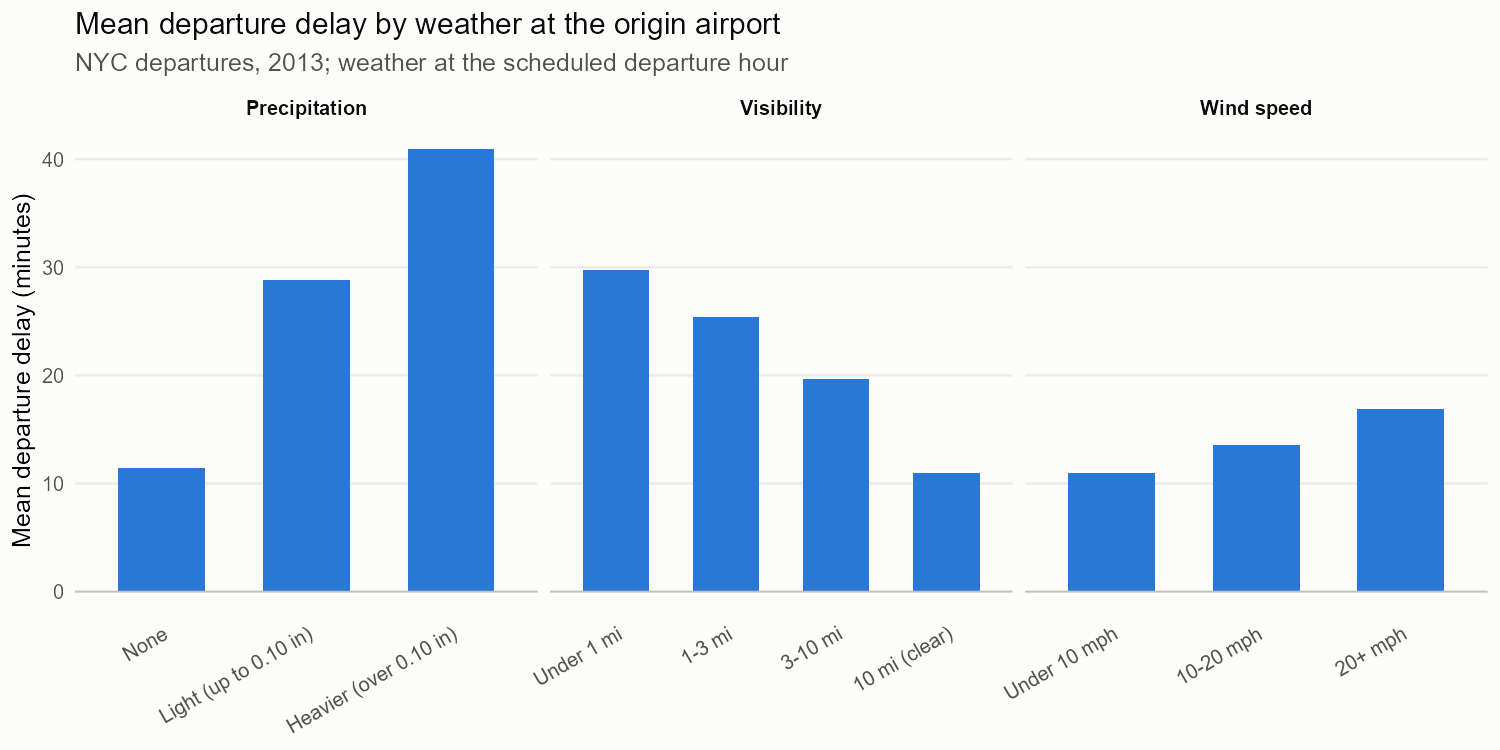 Mean departure delay by weather at the origin airport
NYC departures, 2013; weather at the scheduled departure hour
Precipitation
Visibility
Wind speed
Mean departure delay (minutes)
40
30
20
10
0
None
Light (up to 0.10 in)
Heavier (over 0.10 in)
Under 1 mi
1-3 mi
3-10 mi
10 mi (clear)
Under 10 mph
10-20 mph
20+ mph